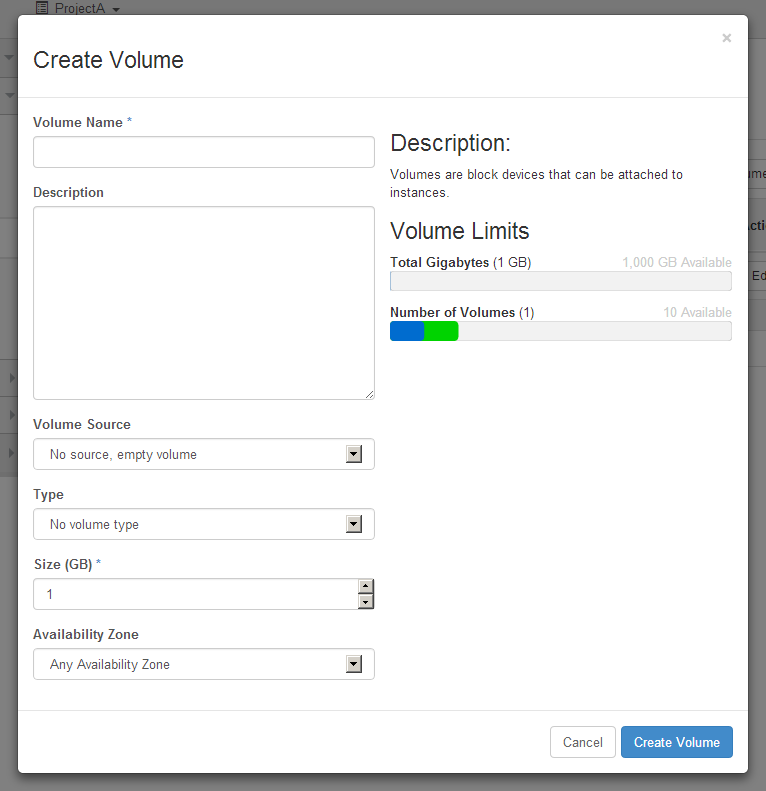 ProjectA
×
Create Volume
Volume Name *
Description
Volume Source
No source, empty volume
Type
No volume type
Size (GB) *
1
Availability Zone
Any Availability Zone
Description:
Volumes are block devices that can be attached to
instances.
Volume Limits
Total Gigabytes (1 GB) 1,000 GB Available
Number of Volumes (1) 10 Available
Cancel Create Volume
Ed